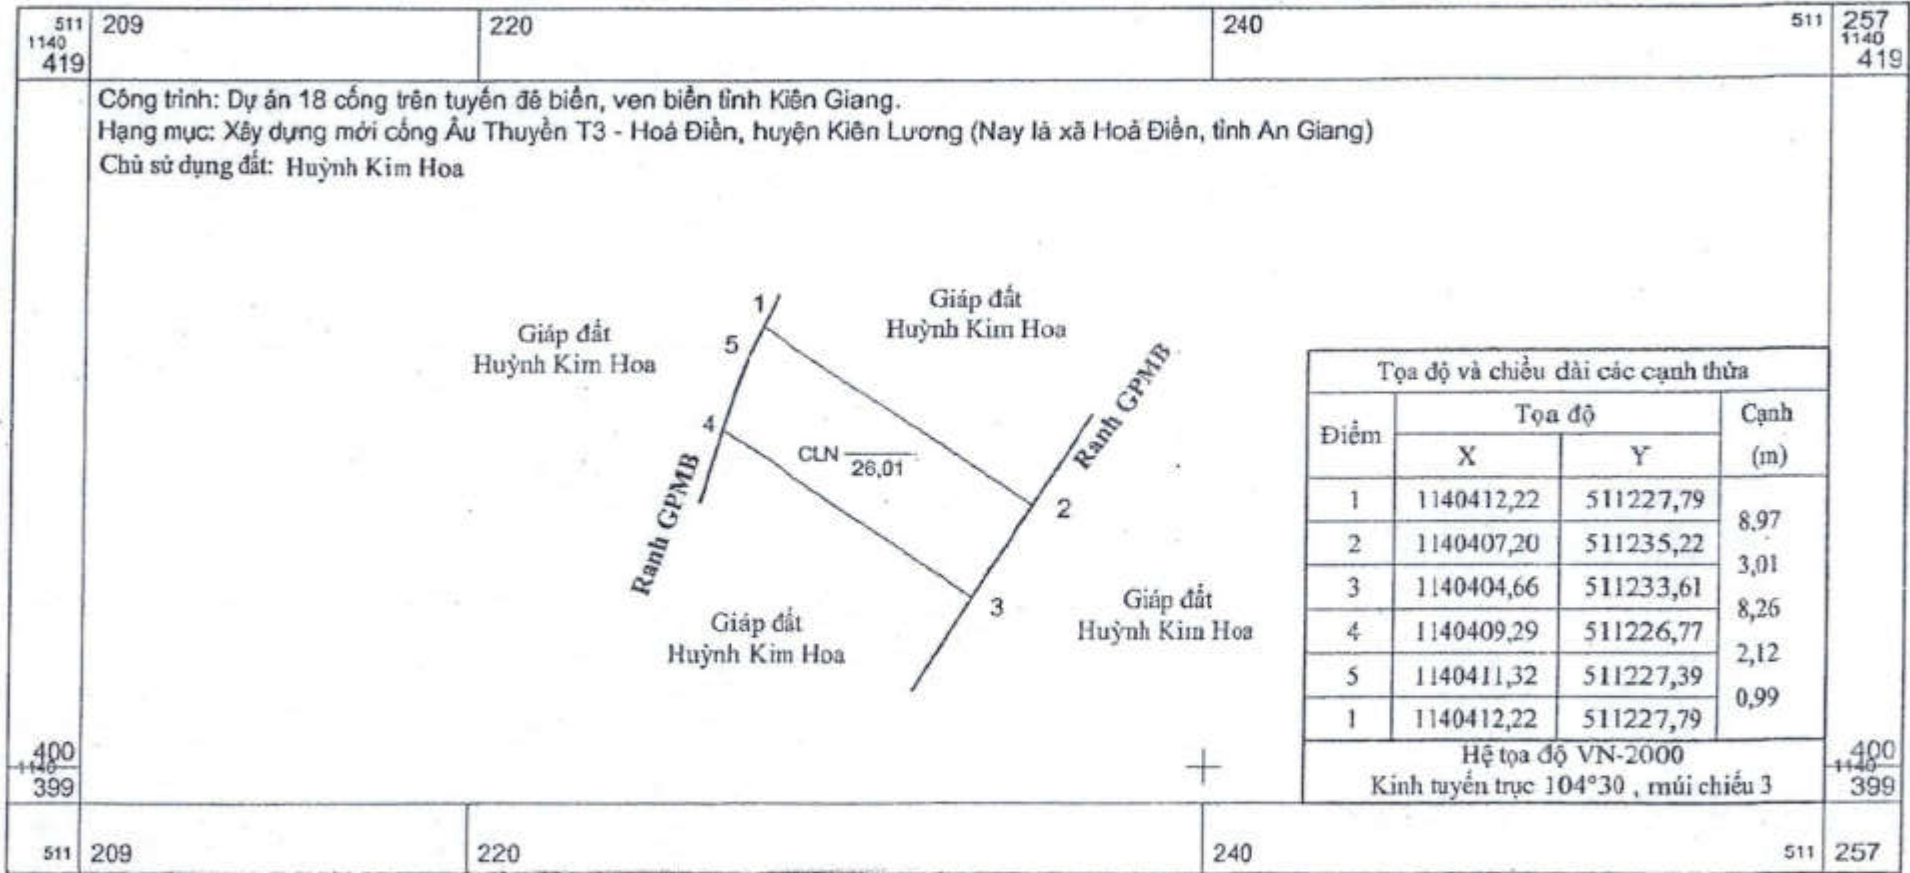 511 209 220 240 511 257
1140 1140
419 419
Công trình: Dự án 18 cống trên tuyến đê biển, ven biển tỉnh Kiên Giang.
Hạng mục: Xây dựng mới cống Âu Thuyền T3 - Hoà Điền, huyện Kiên Lương (Nay là xã Hoà Điền, tỉnh An Giang)
Chủ sử dụng đất: Huỳnh Kim Hoa
1
5
4
2
3
Giáp đất
Huỳnh Kim Hoa
Giáp đất
Huỳnh Kim Hoa
Ranh GPMB
CLN 26,01
Ranh GPMB
Giáp đất
Huỳnh Kim Hoa
Giáp đất
Huỳnh Kim Hoa
Tọa độ và chiều dài các cạnh thửa
Điểm Tọa độ Cạnh
X Y (m)
1 1140412,22 511227,79
8,97
2 1140407,20 511235,22
3,01
3 1140404,66 511233,61
8,26
4 1140409,29 511226,77
2,12
5 1140411,32 511227,39
0,99
1 1140412,22 511227,79
Hệ tọa độ VN-2000
Kinh tuyến trục 104°30 , múi chiếu 3
400 400
1140 1140
399 399
511 209 220 240 511 257